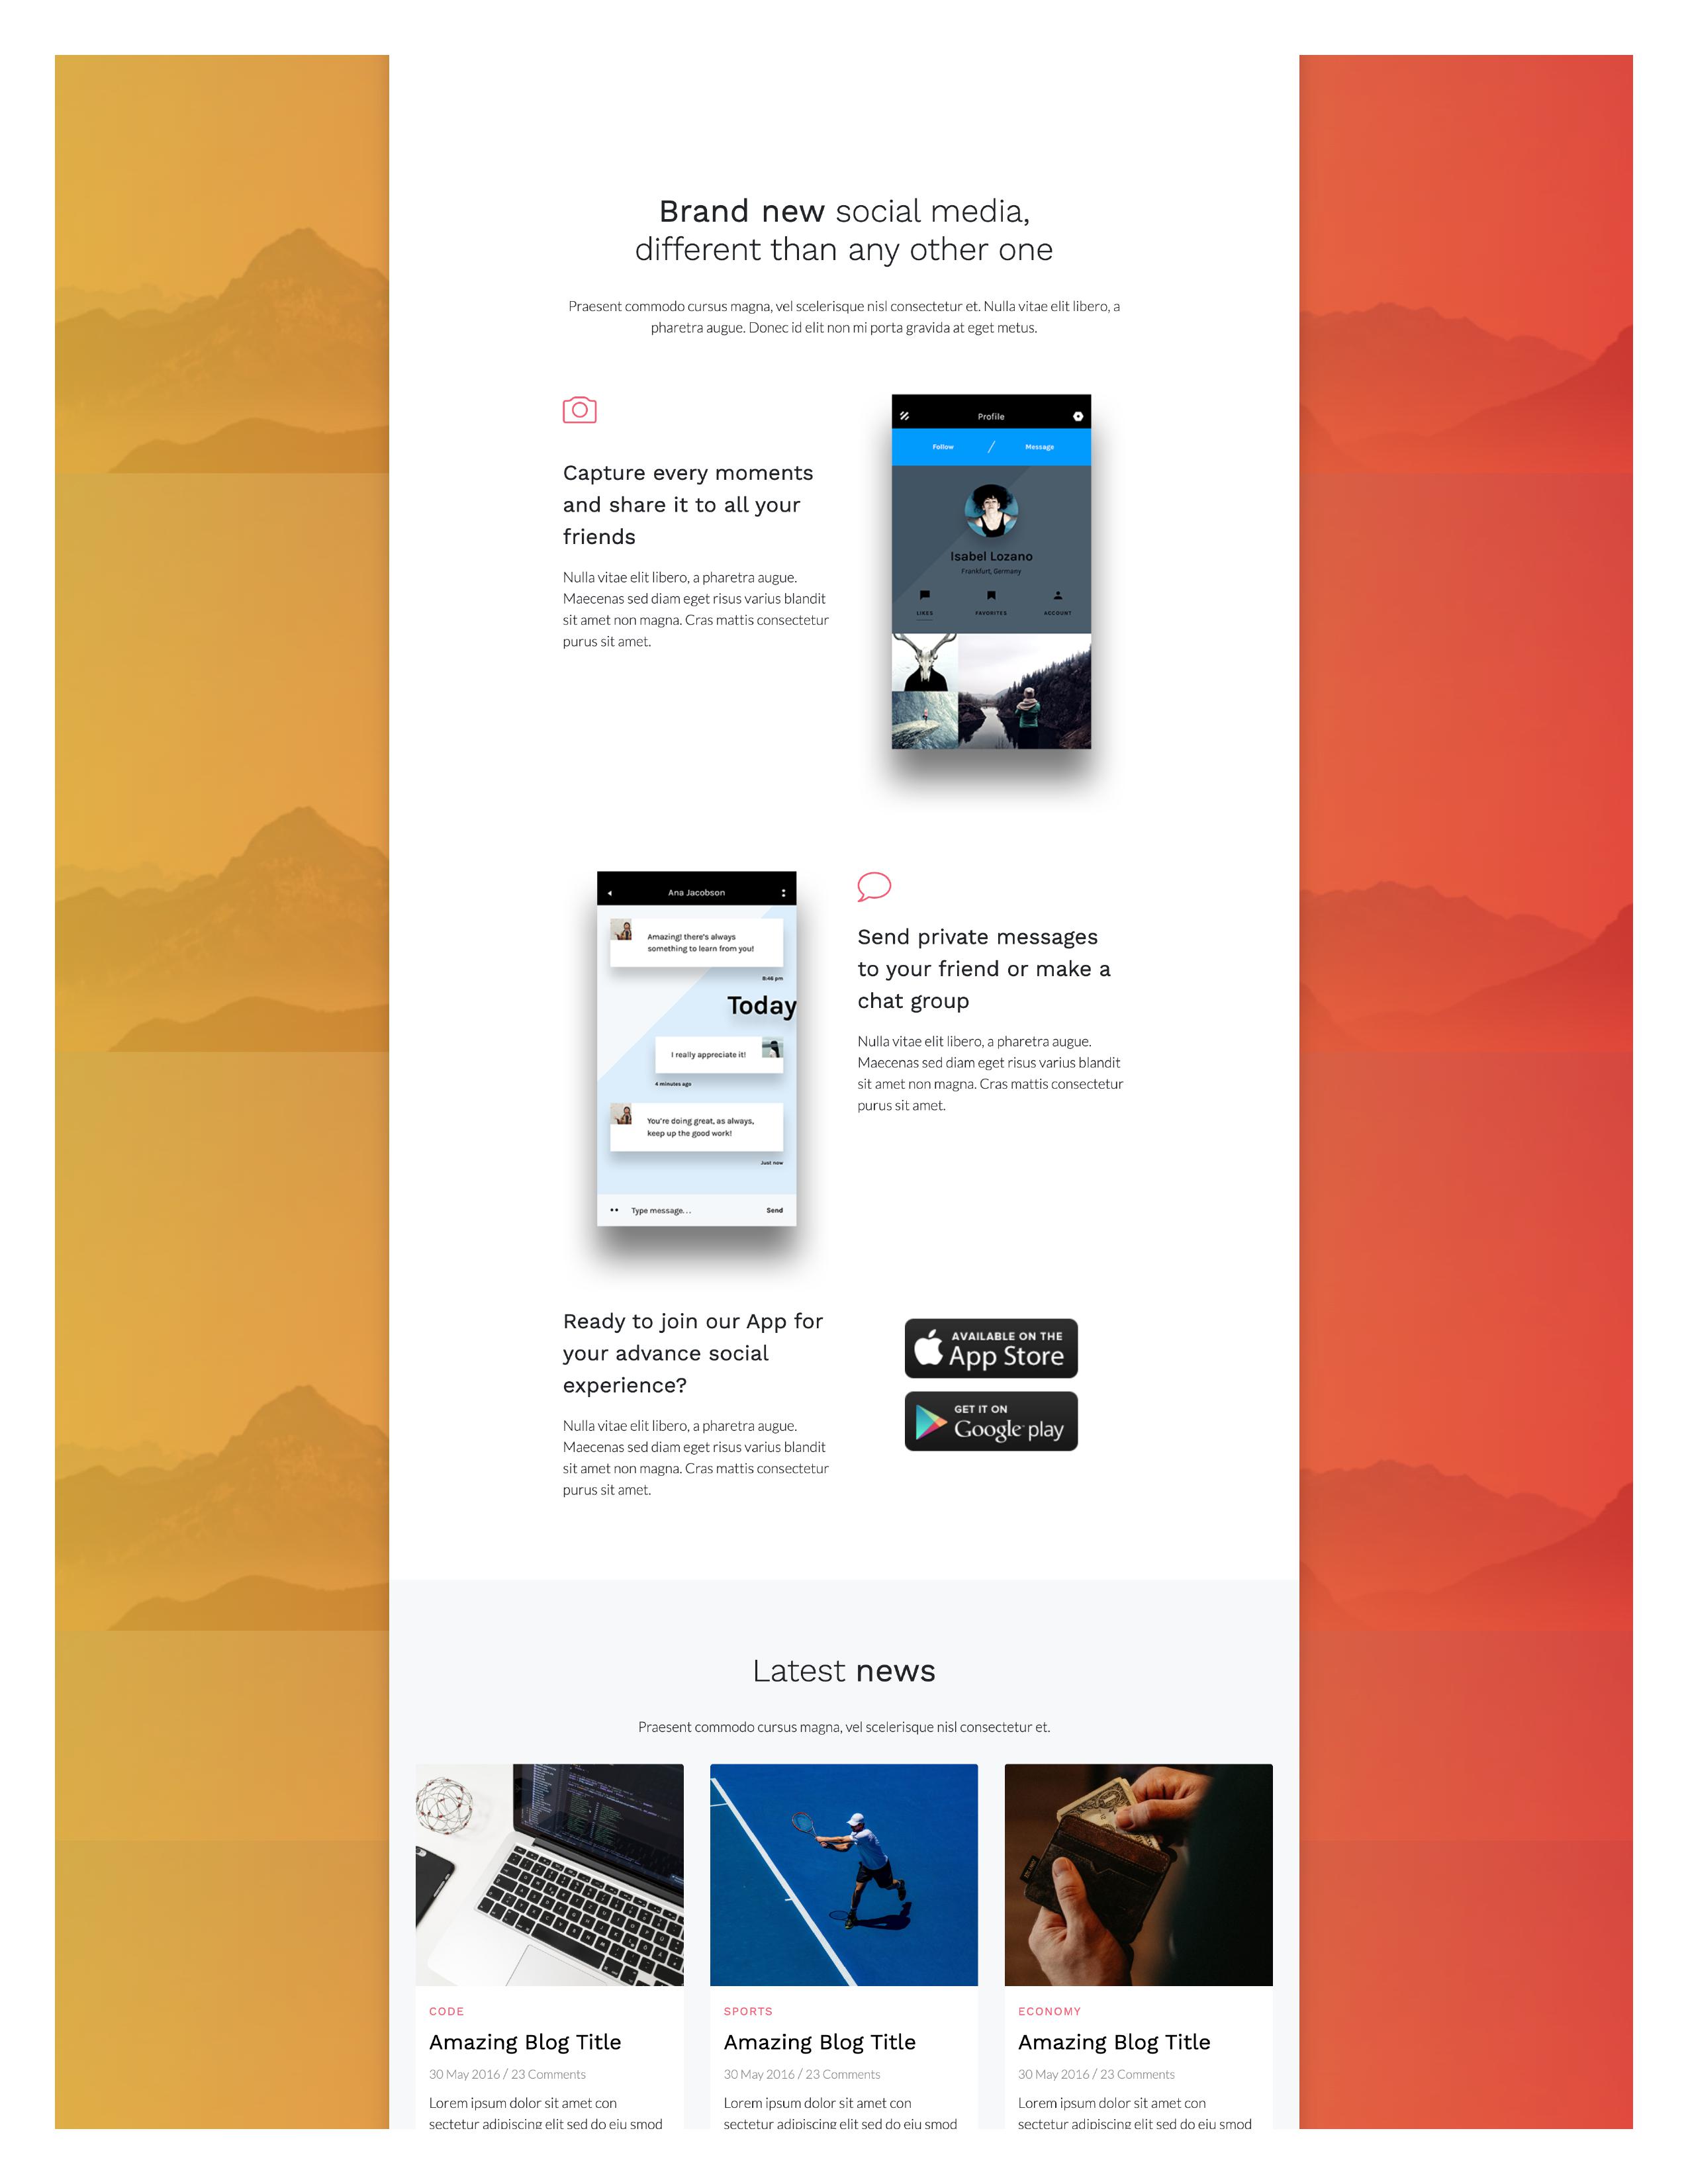 Brand new social media,
different than any other one
Praesent commodo cursus magna, vel scelerisque nisl consectetur et. Nulla vitae elit libero, a
pharetra augue. Donec id elit non mi porta gravida at eget metus.
Capture every moments
and share it to all your
friends
Nulla vitae elit libero, a pharetra augue.
Maecenas sed diam eget risus varius blandit
sit amet non magna. Cras mattis consectetur
purus sit amet.
Profile
Follow / Message
Isabel Lozano
Frankfurt, Germany
LIKES FAVORITES ACCOUNT
Ana Jacobson
Amazing! there's always
something to learn from you!
8:46 pm
Today
I really appreciate it!
4 minutes ago
You're doing great, as always,
keep up the good work!
Just now
Type message... Send
Send private messages
to your friend or make a
chat group
Nulla vitae elit libero, a pharetra augue.
Maecenas sed diam eget risus varius blandit
sit amet non magna. Cras mattis consectetur
purus sit amet.
Ready to join our App for
your advance social
experience?
Nulla vitae elit libero, a pharetra augue.
Maecenas sed diam eget risus varius blandit
sit amet non magna. Cras mattis consectetur
purus sit amet.
AVAILABLE ON THE
App Store
GET IT ON
Google play
Latest news
Praesent commodo cursus magna, vel scelerisque nisl consectetur et.
CODE
Amazing Blog Title
30 May 2016 / 23 Comments
Lorem ipsum dolor sit amet con
sectetur adipiscing elit sed do eiu smod
SPORTS
Amazing Blog Title
30 May 2016 / 23 Comments
Lorem ipsum dolor sit amet con
sectetur adipiscing elit sed do eiu smod
ECONOMY
Amazing Blog Title
30 May 2016 / 23 Comments
Lorem ipsum dolor sit amet con
sectetur adipiscing elit sed do eiu smod